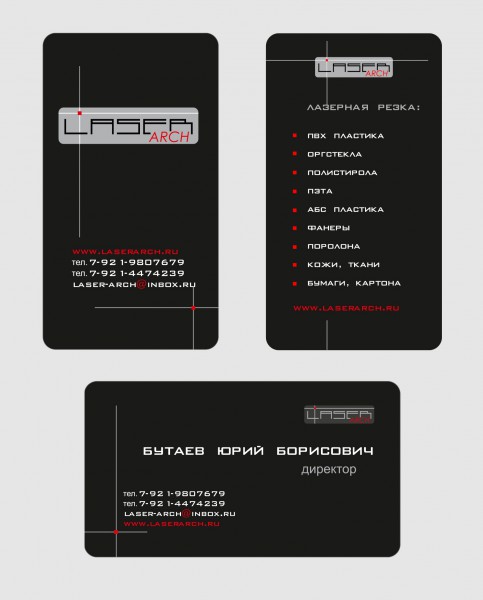 LASER
ARCH
WWW.LASERARCH.RU
тел. 7-92 1-9807679
тел. 7-92 1-4474239
LASER-ARCH@INBOX.RU
LASER
ARCH
ЛАЗЕРНАЯ РЕЗКА:
ПВХ ПЛАСТИКА
ОРГСТЕКЛА
ПОЛИСТИРОЛА
ПЭТА
АБС ПЛАСТИКА
ФАНЕРЫ
ПОРОЛОНА
КОЖИ, ТКАНИ
БУМАГИ, КАРТОНА
WWW.LASERARCH.RU
LASER
ARCH
БУТАЕВ ЮРИЙ БОРИСОВИЧ
директор
тел. 7-92 1-9807679
тел. 7-92 1-4474239
LASER-ARCH@INBOX.RU
WWW.LASERARCH.RU